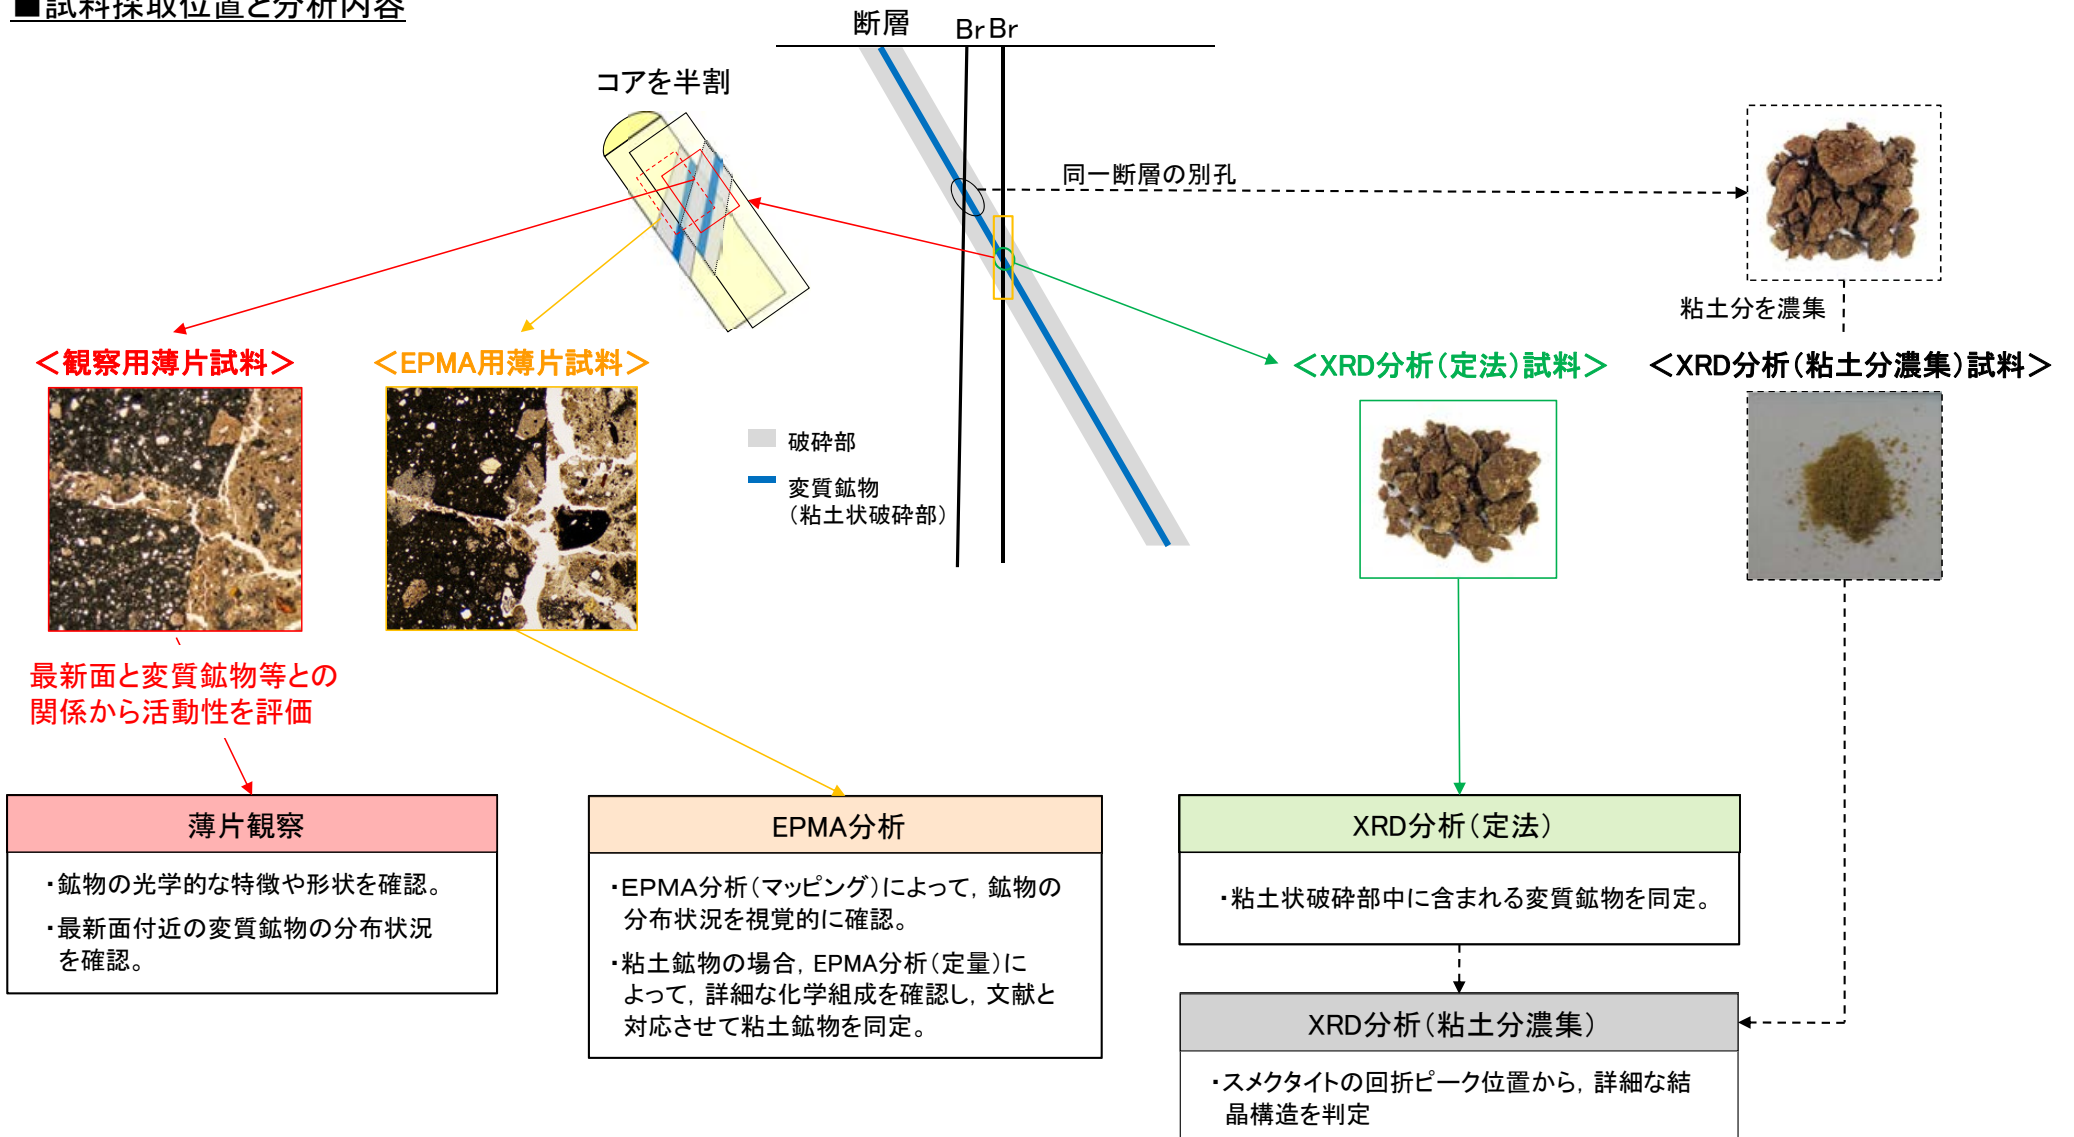 ■試料採取位置と分析内容
断層
Br Br
コアを半割
同一断層の別孔
粘土分を濃集
＜観察用薄片試料＞
＜EPMA用薄片試料＞
＜XRD分析（定法）試料＞
＜XRD分析（粘土分濃集）試料＞
破砕部
変質鉱物
（粘土状破砕部）
最新面と変質鉱物等との
関係から活動性を評価
薄片観察
・鉱物の光学的な特徴や形状を確認。
・最新面付近の変質鉱物の分布状況
を確認。
EPMA分析
・ＥＰＭＡ分析（マッピング）によって，鉱物の
分布状況を視覚的に確認。
・粘土鉱物の場合，EPMA分析（定量）に
よって，詳細な化学組成を確認し，文献と
対応させて粘土鉱物を同定。
XRD分析（定法）
・粘土状破砕部中に含まれる変質鉱物を同定。
XRD分析（粘土分濃集）
・スメクタイトの回折ピーク位置から，詳細な結
晶構造を判定